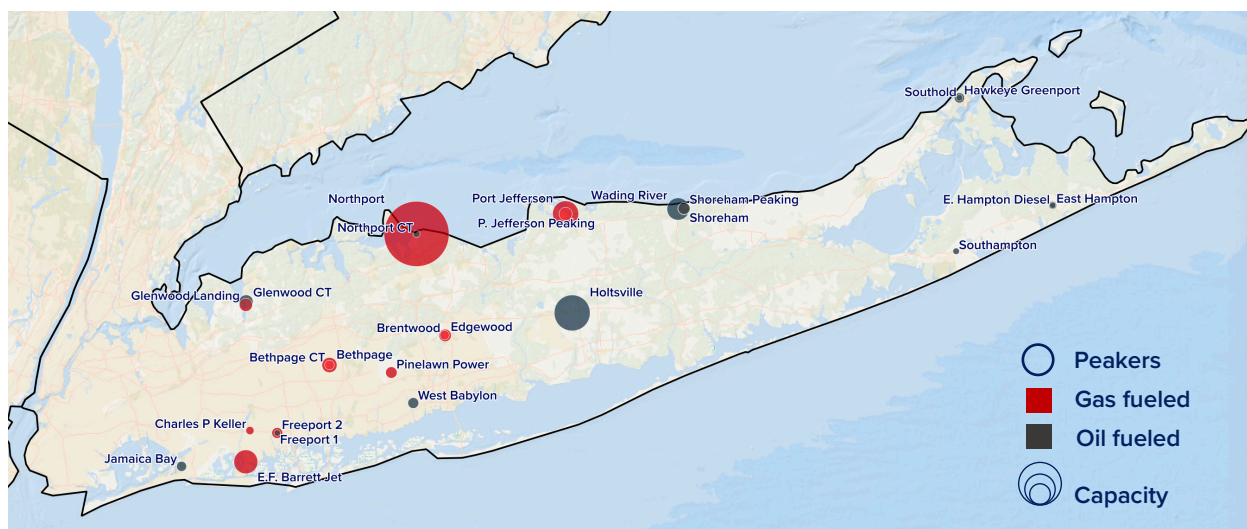 Southold
Hawkeye Greenport
Northport
Port Jefferson
Wading River
Shoreham Peaking
E. Hampton Diesel
East Hampton
Northport CT
P. Jefferson Peaking
Shoreham
Southampton
Glenwood Landing
Glenwood CT
Holtsville
Brentwood
Edgewood
Bethpage CT
Bethpage
Pinelawn Power
West Babylon
Charles P Keller
Freeport 2
Freeport 1
Jamaica Bay
E.F. Barrett Jet
Peakers
Gas fueled
Oil fueled
Capacity